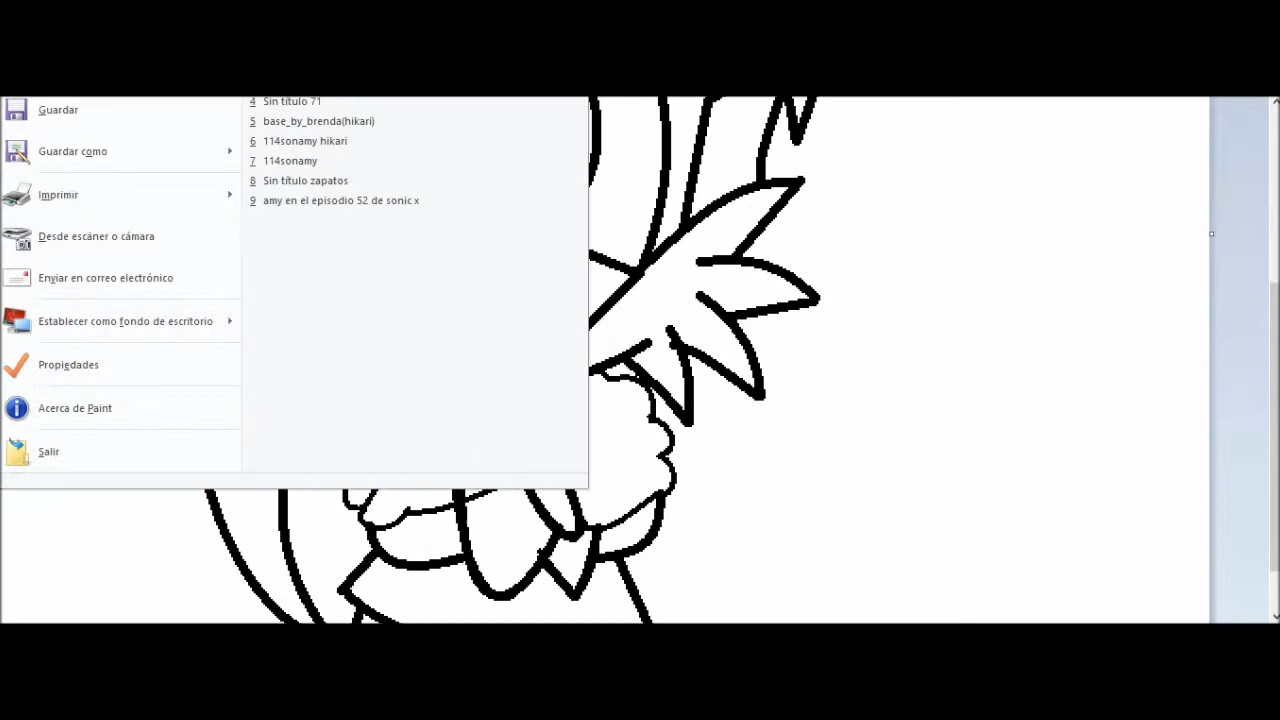 Guardar
Guardar como
Imprimir
Desde escáner o cámara
Enviar en correo electrónico
Establecer como fondo de escritorio
Propiedades
Acerca de Paint
Salir
4 Sin título 71
5 base_by_brenda(hikari)
6 114sonamy hikari
7 114sonamy
8 Sin título zapatos
9 amy en el episodio 52 de sonic x